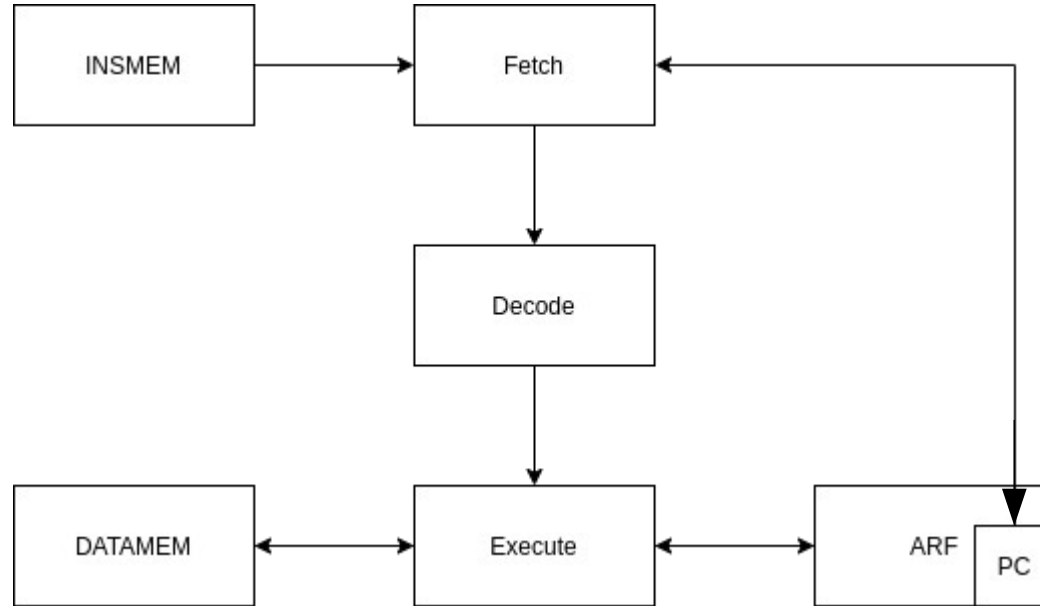 INSMEM
Fetch
Decode
DATAMEM
Execute
ARF
PC